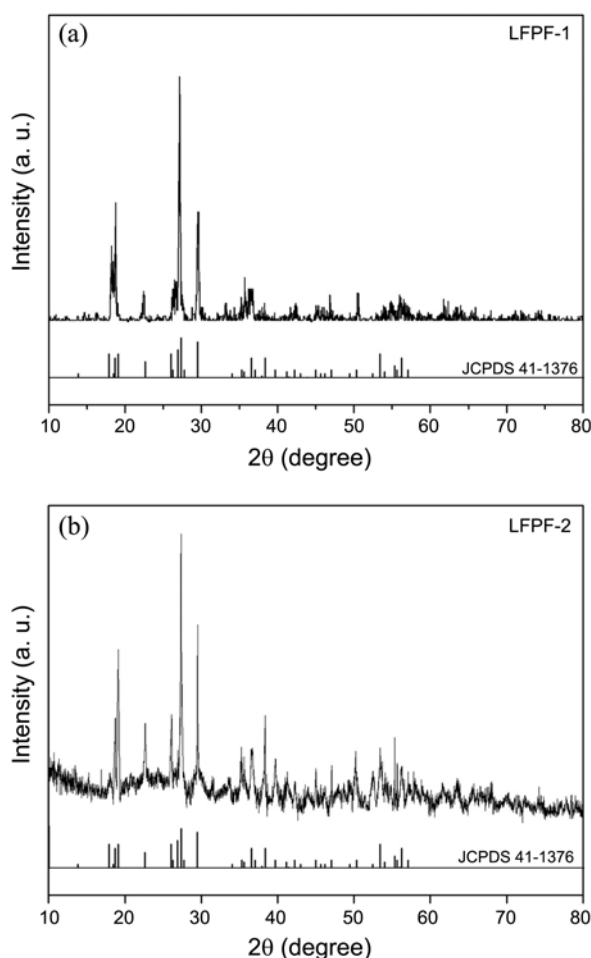 (a)
LFPF-1
Intensity (a. u.)
JCPDS 41-1376
10 20 30 40 50 60 70 80
2θ (degree)
(b)
LFPF-2
Intensity (a. u.)
JCPDS 41-1376
10 20 30 40 50 60 70 80
2θ (degree)